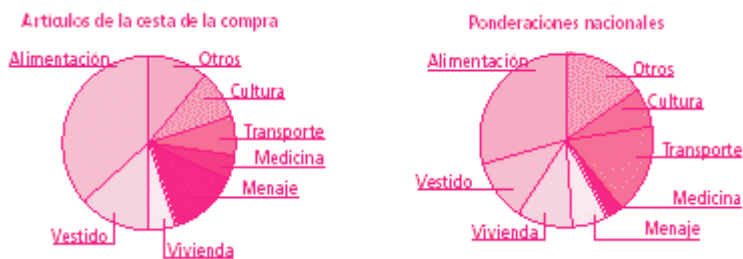 Artículos de la cesta de la compra
Alimentación
Otros
Cultura
Transporte
Medicina
Menaje
Vestido
Vivienda
Ponderaciones nacionales
Alimentación
Otros
Cultura
Transporte
Vestido
Medicina
Vivienda
Menaje